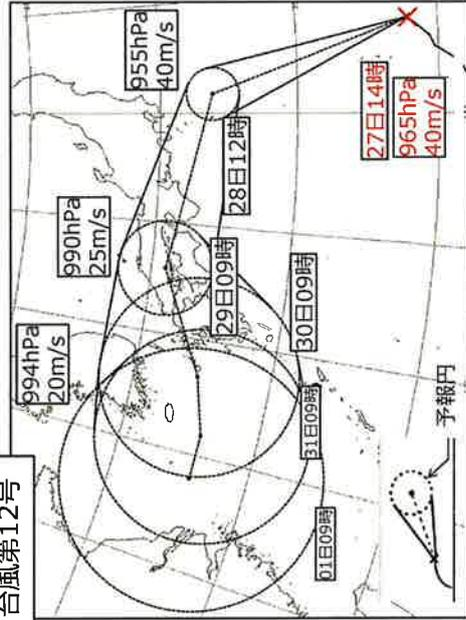 台風第12号
994hPa
20m/s
990hPa
25m/s
955hPa
40m/s
28日12時
29日09時
30日09時
31日09時
01日09時
27日14時
965hPa
40m/s
予報円